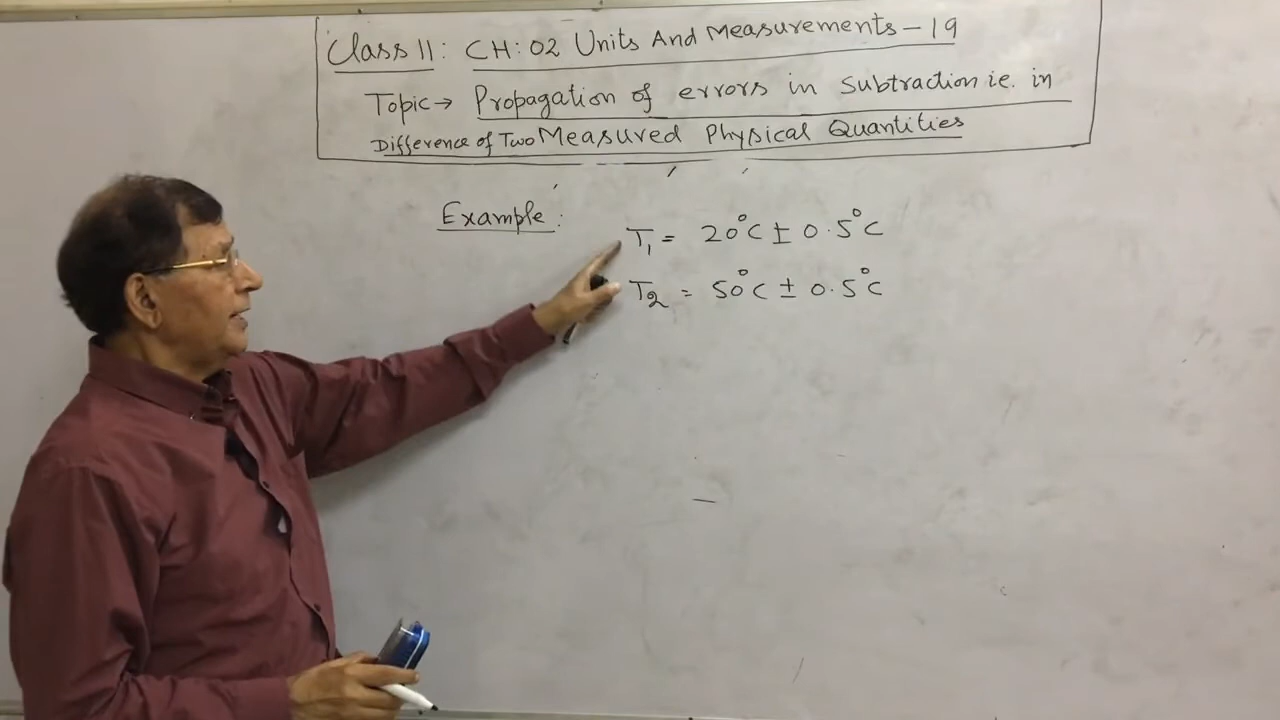 Class 11: CH: 02 Units And Measurements - 19
Topic → Propagation of errors in subtraction ie. in
Difference of Two Measured Physical Quantities
Example:
T₁ = 20°C ± 0.5°C
T₂ = 50°C ± 0.5°C